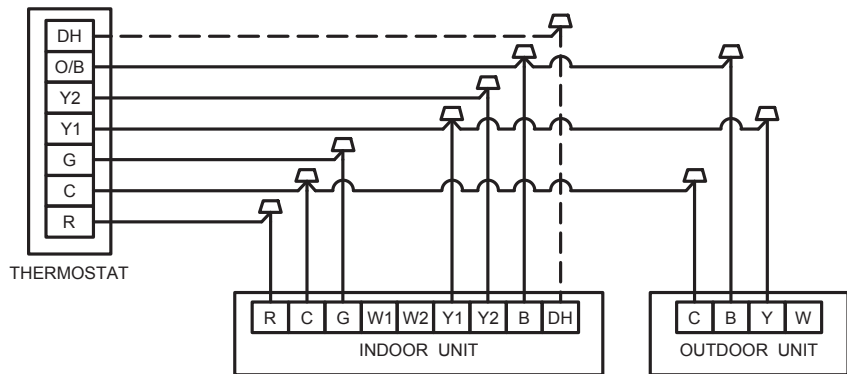 DH
O/B
Y2
Y1
G
C
R
THERMOSTAT
R C G W1 W2 Y1 Y2 B DH
INDOOR UNIT
C B Y W
OUTDOOR UNIT